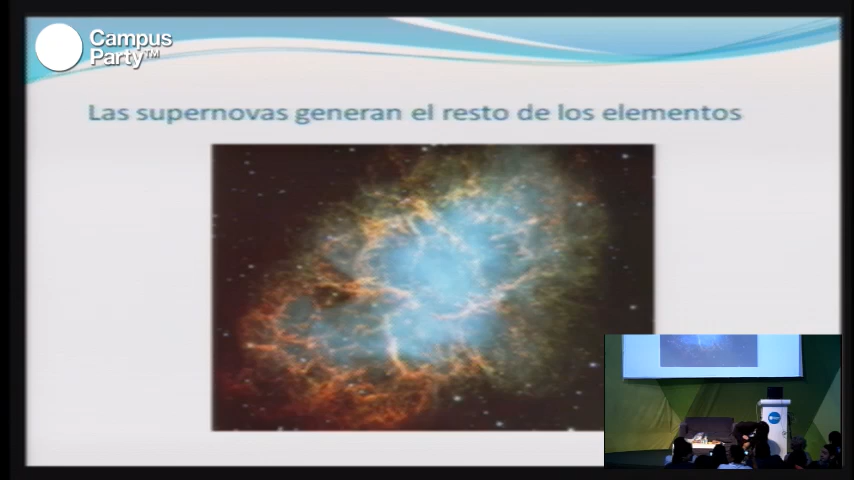 Campus
Party™
Las supernovas generan el resto de los elementos